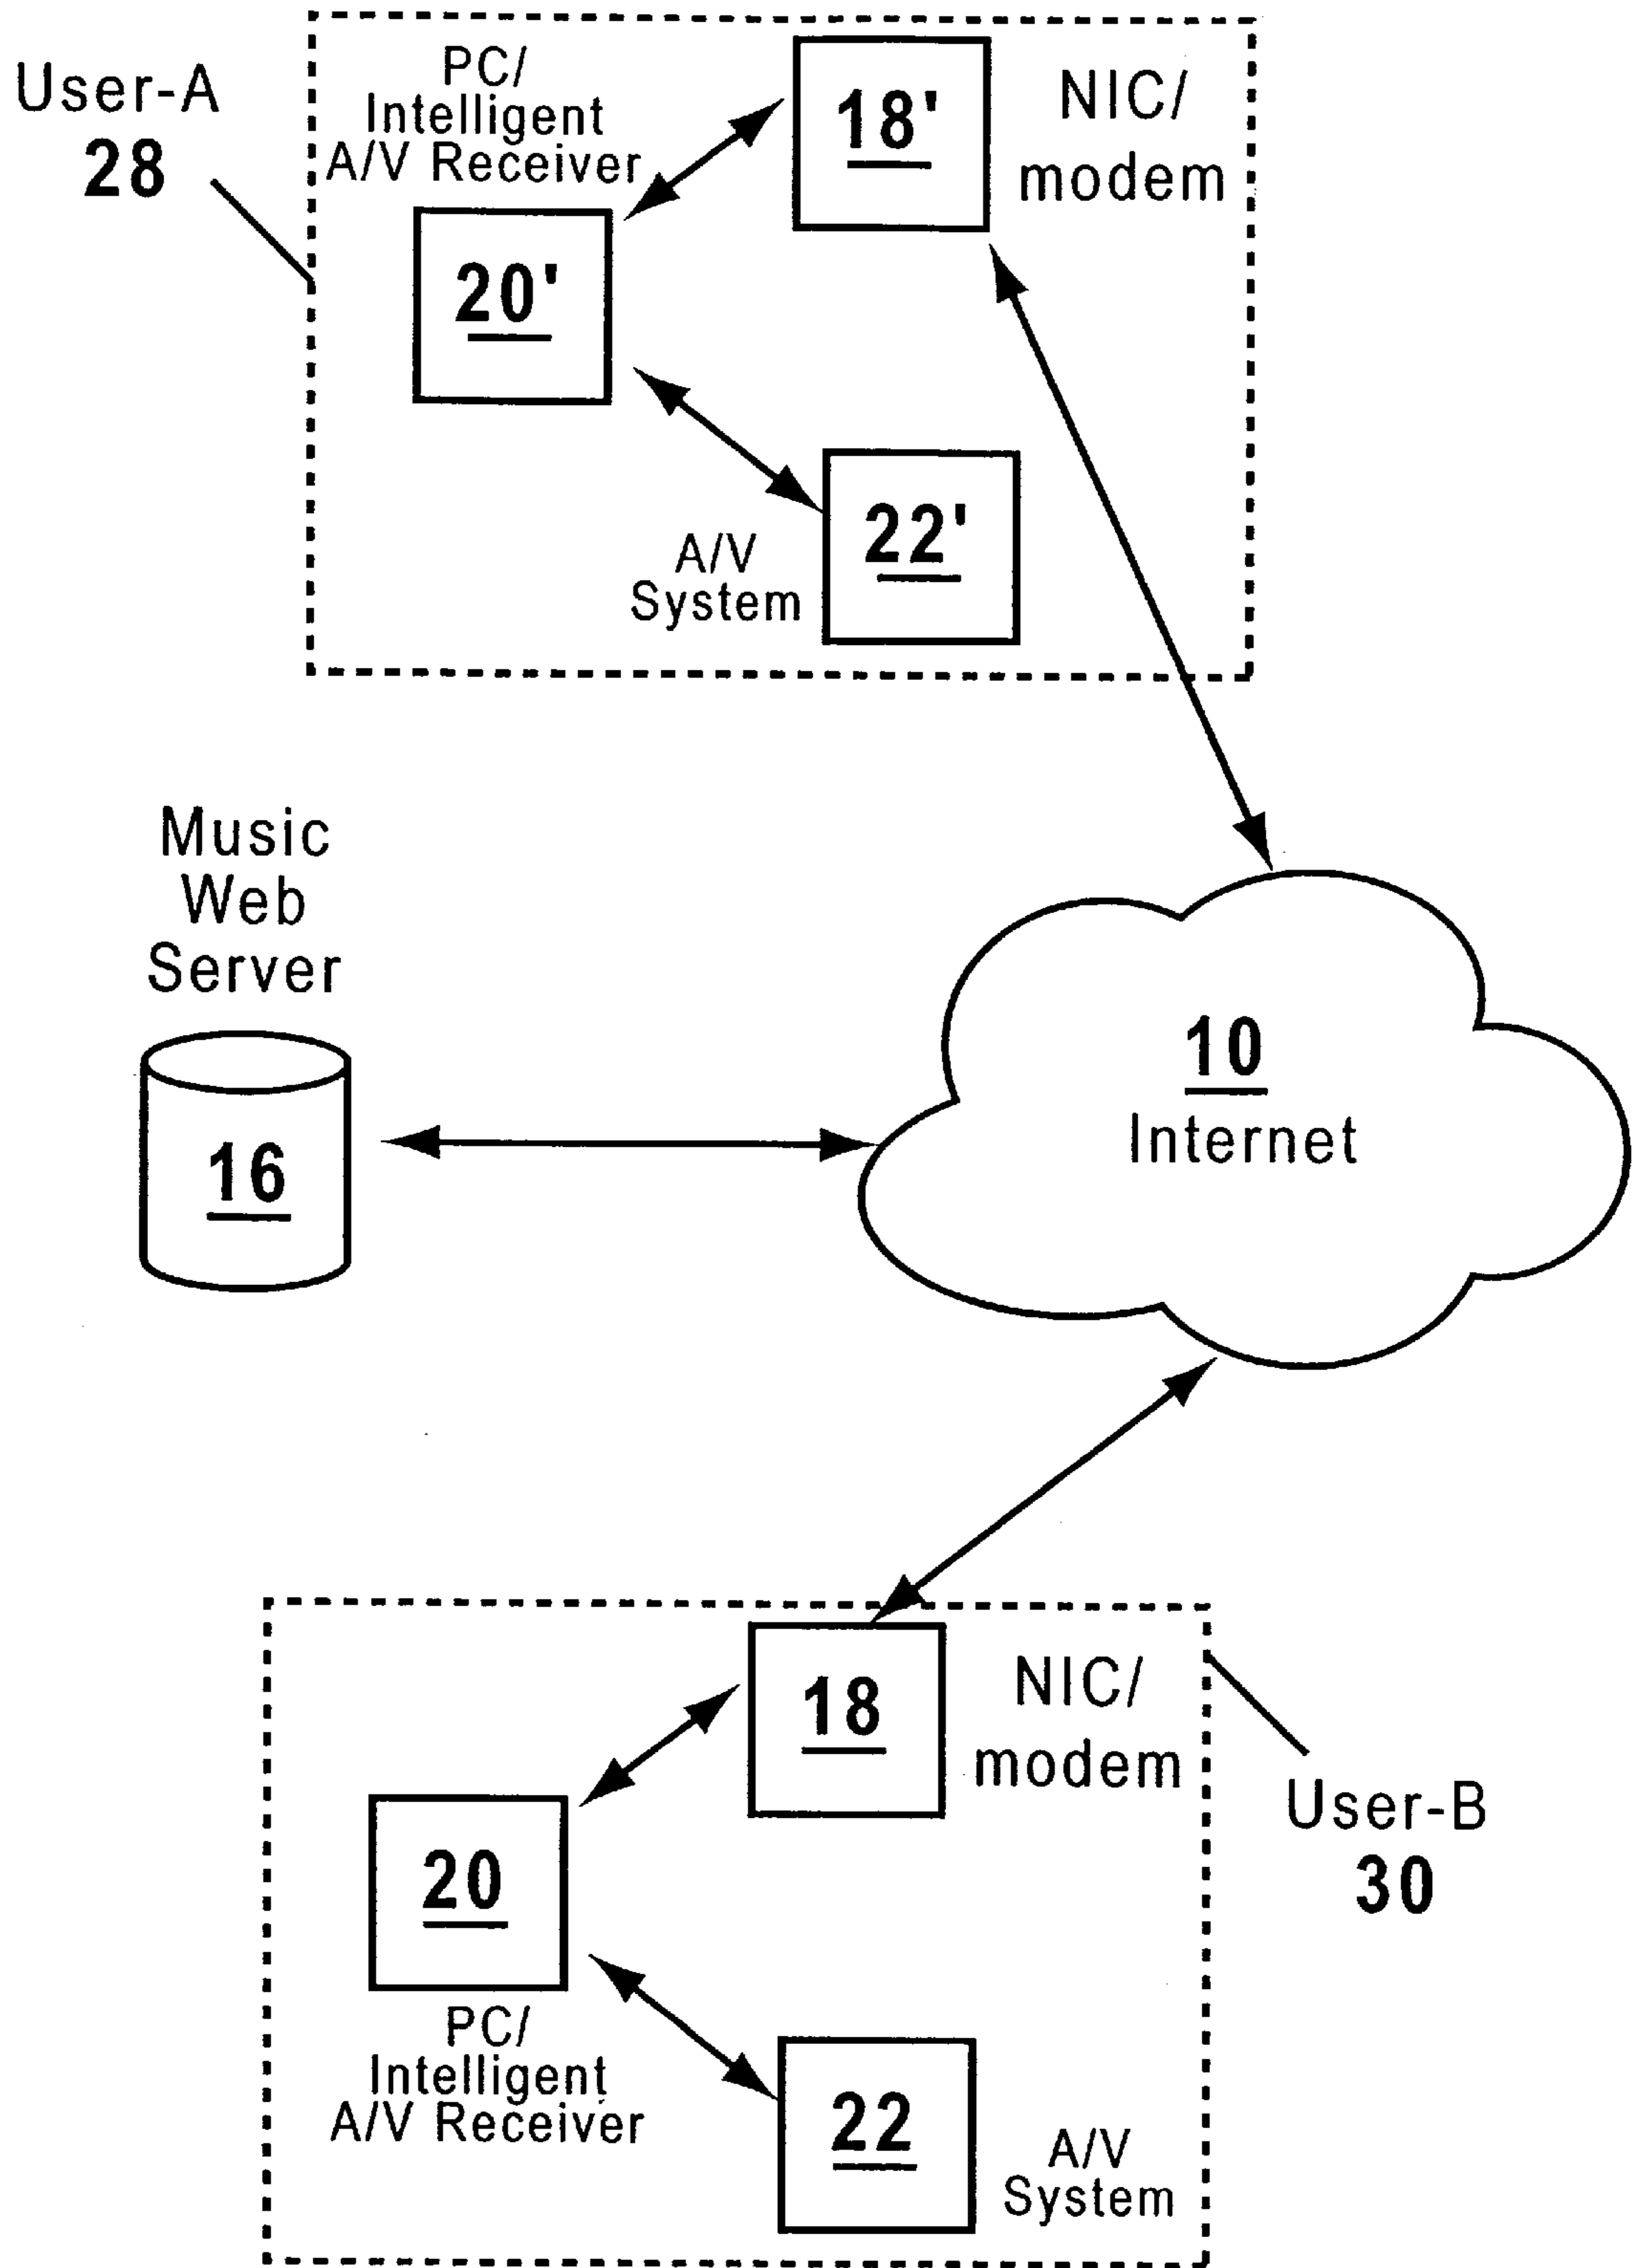 User-A
28
PC/
Intelligent
A/V Receiver
18'
NIC/
modem
20'
22'
A/V
System
Music
Web
Server
16
10
Internet
18
NIC/
modem
User-B
30
20
PC/
Intelligent
A/V Receiver
22
A/V
System